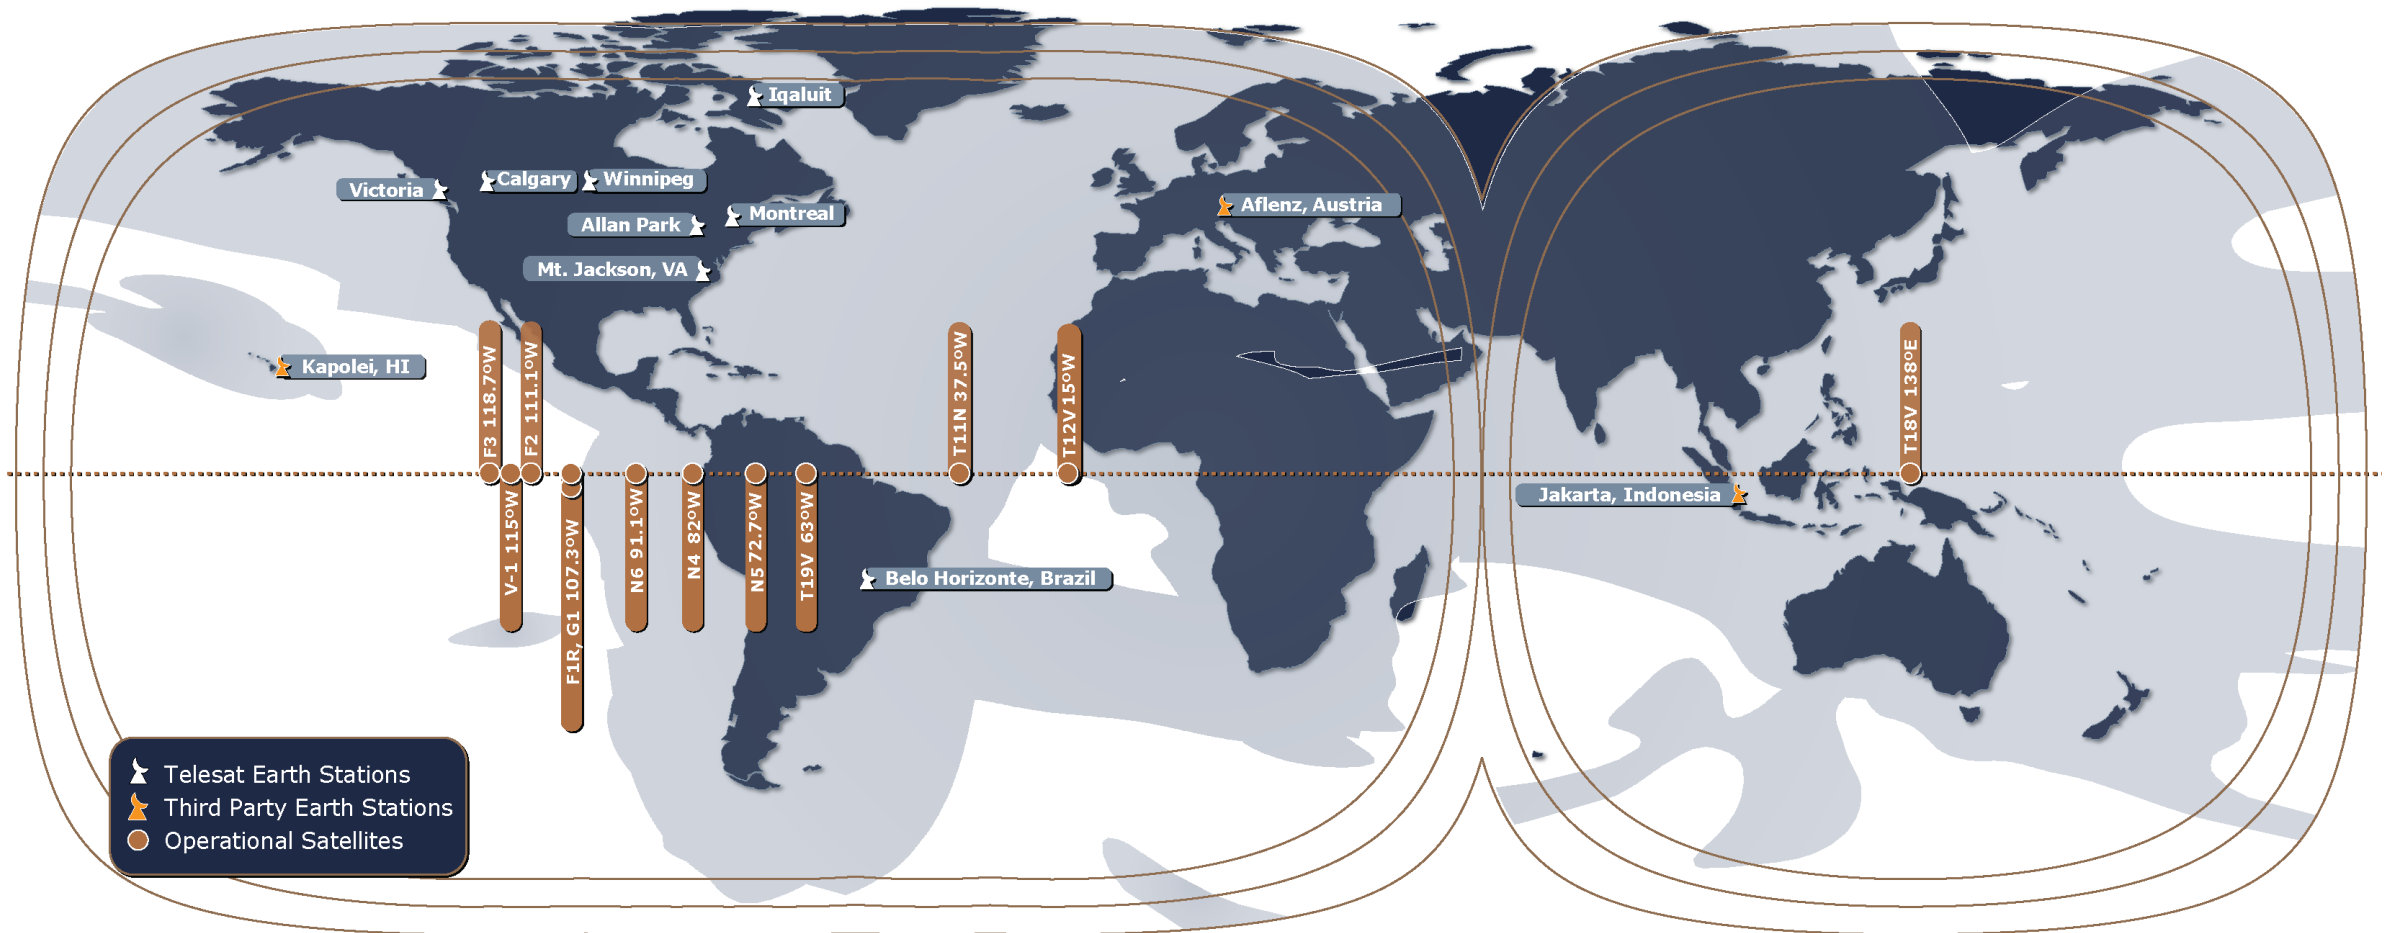 Iqaluit
Victoria
Calgary
Winnipeg
Allan Park
Montreal
Mt. Jackson, VA
Aflenz, Austria
Kapolei, HI
F3 118.7°W
F2 111.1°W
T11N 37.5°W
T12V 15°W
T18V 138°E
Jakarta, Indonesia
V-1 115°W
F1R, G1 107.3°W
N6 91.1°W
N4 82°W
N5 72.7°W
T19V 63°W
Belo Horizonte, Brazil
Telesat Earth Stations
Third Party Earth Stations
Operational Satellites